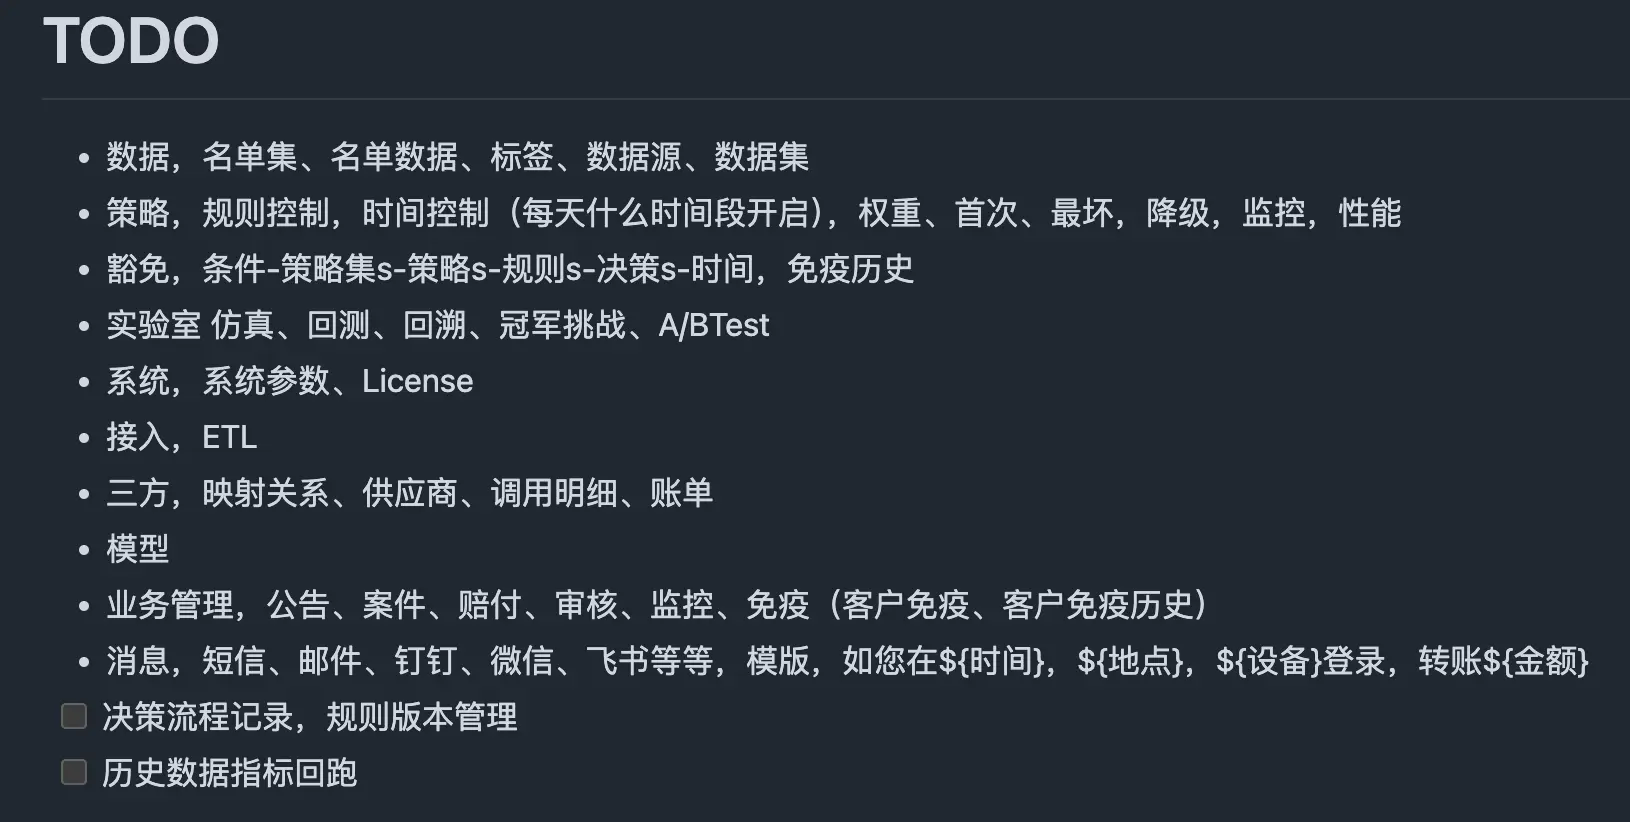 TODO
数据，名单集、名单数据、标签、数据源、数据集
策略，规则控制，时间控制（每天什么时间段开启），权重、首次、最坏，降级，监控，性能
豁免，条件-策略集s-策略s-规则s-决策s-时间，免疫历史
实验室 仿真、回测、回溯、冠军挑战、A/BTest
系统，系统参数、License
接入，ETL
三方，映射关系、供应商、调用明细、账单
模型
业务管理，公告、案件、赔付、审核、监控、免疫（客户免疫、客户免疫历史）
消息，短信、邮件、钉钉、微信、飞书等等，模版，如您在${时间}，${地点}，${设备}登录，转账${金额}
决策流程记录，规则版本管理
历史数据指标回跑